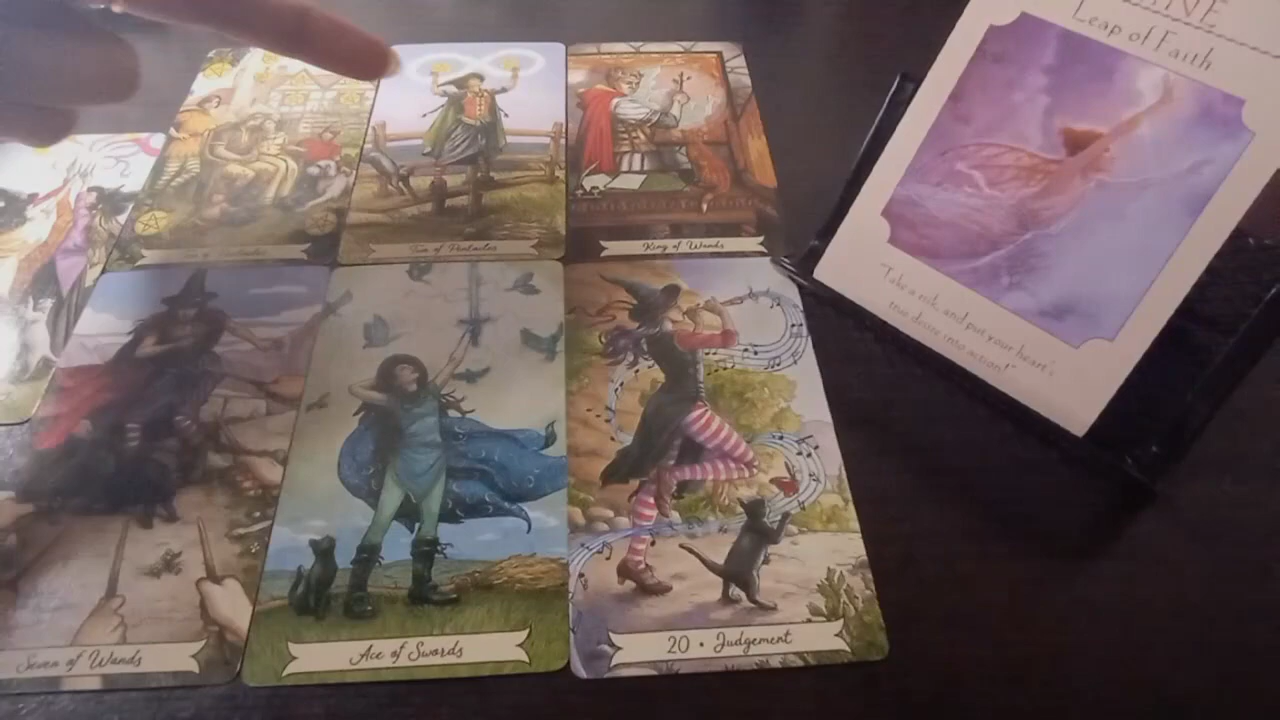 Leap of Faith
Two of Pentacles
King of Wands
"Take a risk, and put your heart's
true desire into action!"
Seven of Wands
Ace of Swords
20 • Judgement